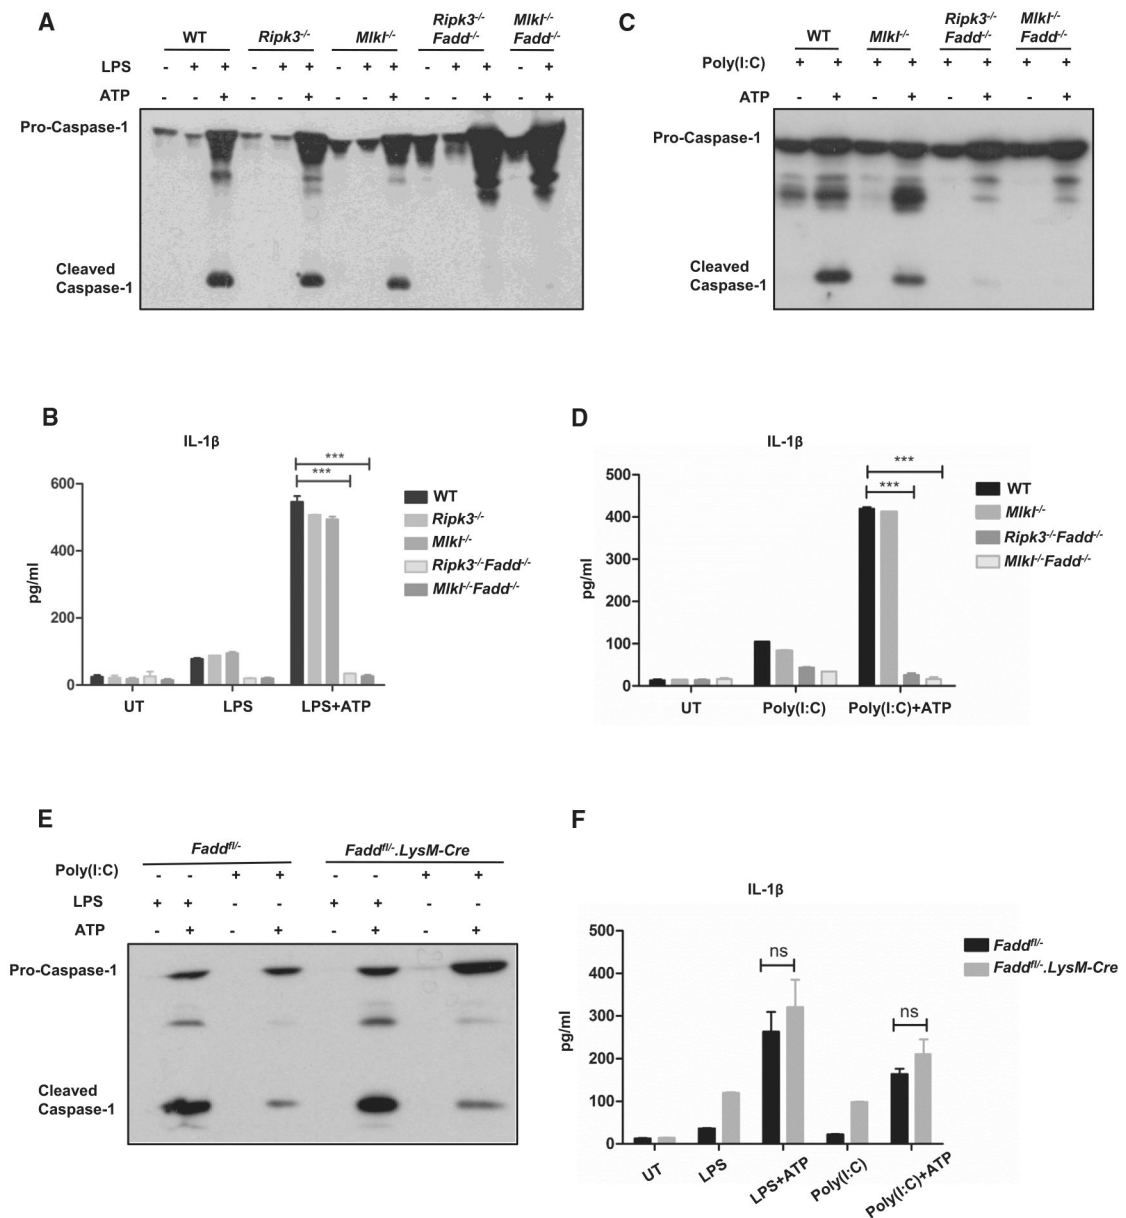 A
WT Ripk3-/- Mlkl-/- Ripk3-/- Fadd-/- Mlkl-/- Fadd-/-
LPS - + + - + + - + + - + + - +
ATP + + + - - + - +
Pro-Caspase-1
Cleaved
Caspase-1
C
WT Mlkl-/- Ripk3-/- Fadd-/- Mlkl-/- Fadd-/-
Poly(I:C) + + + + + + + +
ATP - + - + - + - +
Pro-Caspase-1
Cleaved
Caspase-1
B
IL-1β
***
***
600
400
200
0
pg/ml
UT LPS LPS+ATP
WT
Ripk3-/-
Mlkl-/-
Ripk3-/-Fadd-/-
Mlkl-/-Fadd-/-
D
IL-1β
***
***
500
400
300
200
100
0
pg/ml
UT Poly(I:C) Poly(I:C)+ATP
WT
Mlkl-/-
Ripk3-/-Fadd-/-
Mlkl-/-Fadd-/-
E
Faddfl/- Faddfl/-.LysM-Cre
Poly(I:C) - - + + - - + +
LPS + + - - + + - -
ATP - + - + - + - +
Pro-Caspase-1
Cleaved
Caspase-1
F
IL-1β
ns
ns
500
400
300
200
100
0
pg/ml
UT LPS LPS+ATP Poly(I:C) Poly(I:C)+ATP
Faddfl/-
Faddfl/-.LysM-Cre